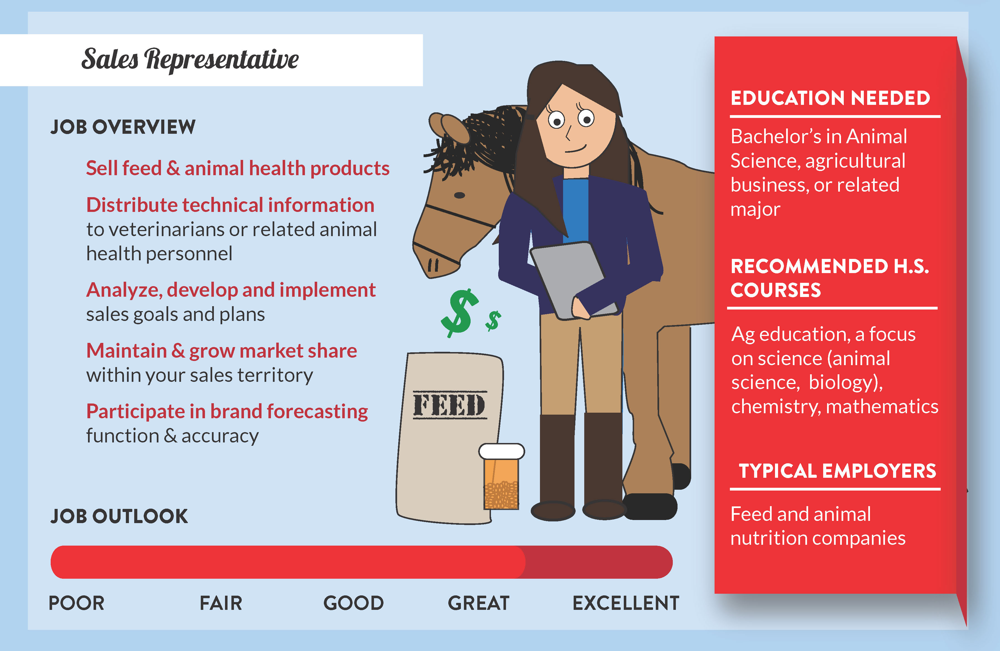 Sales Representative
JOB OVERVIEW
Sell feed & animal health products
Distribute technical information
to veterinarians or related animal
health personnel
Analyze, develop and implement
sales goals and plans
Maintain & grow market share
within your sales territory
Participate in brand forecasting
function & accuracy
$
$
FEED
JOB OUTLOOK
POOR
FAIR
GOOD
GREAT
EXCELLENT
EDUCATION NEEDED
Bachelor’s in Animal
Science, agricultural
business, or related
major
RECOMMENDED H.S.
COURSES
Ag education, a focus
on science (animal
science, biology),
chemistry, mathematics
TYPICAL EMPLOYERS
Feed and animal
nutrition companies